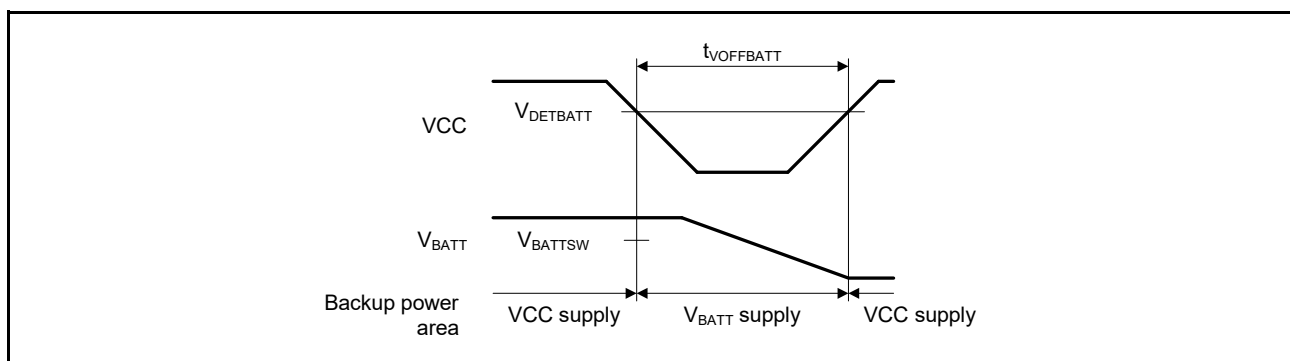 tVOFFBATT
VCC
VDETBATT
VBATT
VBATTSW
Backup power
area
VCC supply
VBATT supply
VCC supply